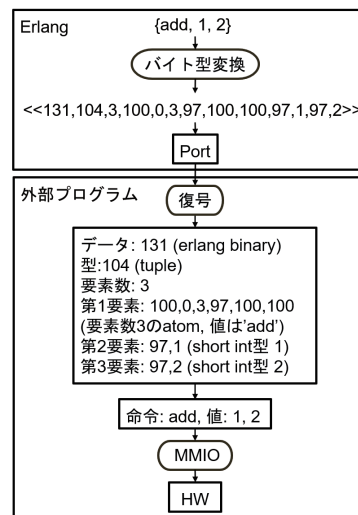 Erlang
{add, 1, 2}
バイト型変換
<<131,104,3,100,0,3,97,100,100,97,1,97,2>>
Port
外部プログラム
復号
データ: 131 (erlang binary)
型:104 (tuple)
要素数: 3
第1要素: 100,0,3,97,100,100
(要素数3のatom, 値は'add')
第2要素: 97,1 (short int型 1)
第3要素: 97,2 (short int型 2)
命令: add, 値: 1, 2
MMIO
HW